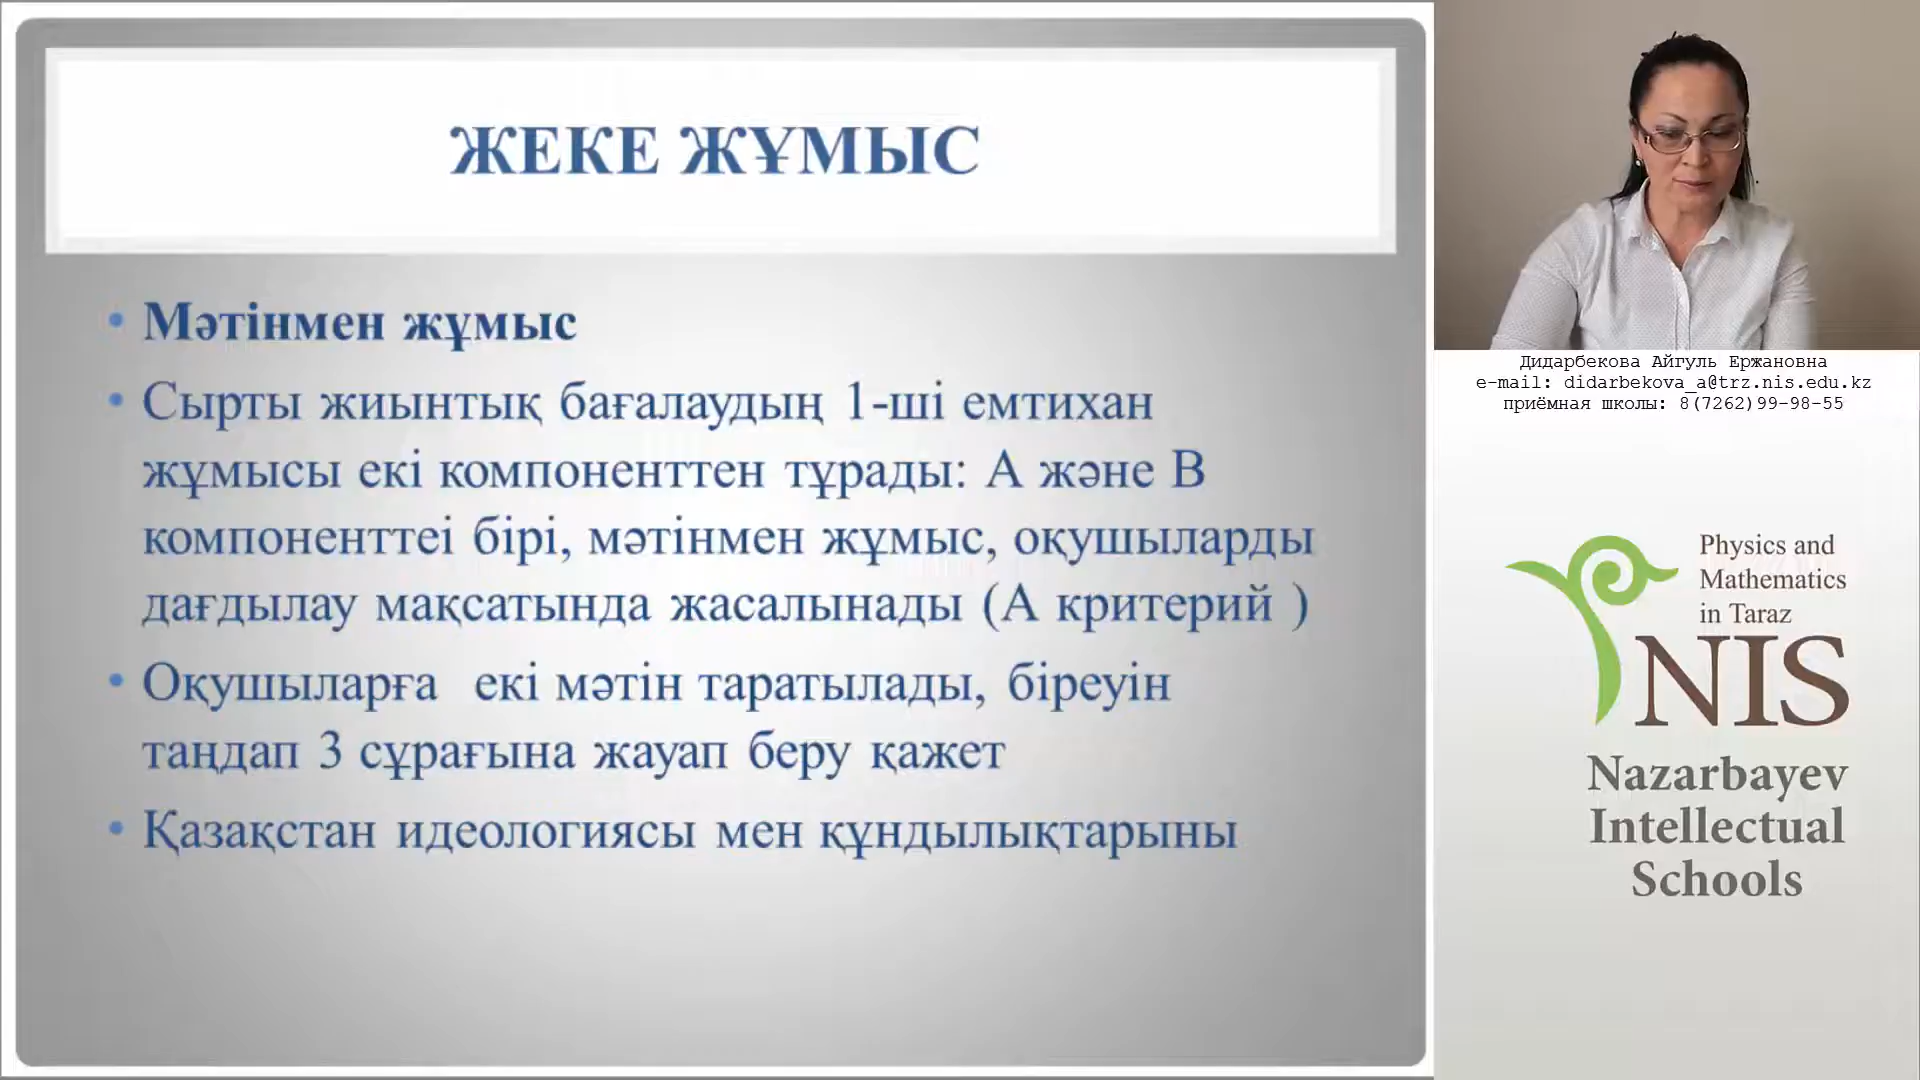 ЖЕКЕ ЖҰМЫС
• Мәтінмен жұмыс
• Сырты жиынтық бағалаудың 1-ші емтихан
жұмысы екі компоненттен тұрады: А және В
компоненттеі бірі, мәтінмен жұмыс, оқушыларды
дағдылау мақсатында жасалынады (А критерий )
• Оқушыларға екі мәтін таратылады, біреуін
таңдап 3 сұрағына жауап беру қажет
• Қазақстан идеологиясы мен құндылықтарыны
Дидарбекова Айгуль Ержановна
e-mail: didarbekova_a@trz.nis.edu.kz
приёмная школы: 8(7262)99-98-55
Physics and
Mathematics
in Taraz
NIS
Nazarbayev
Intellectual
Schools